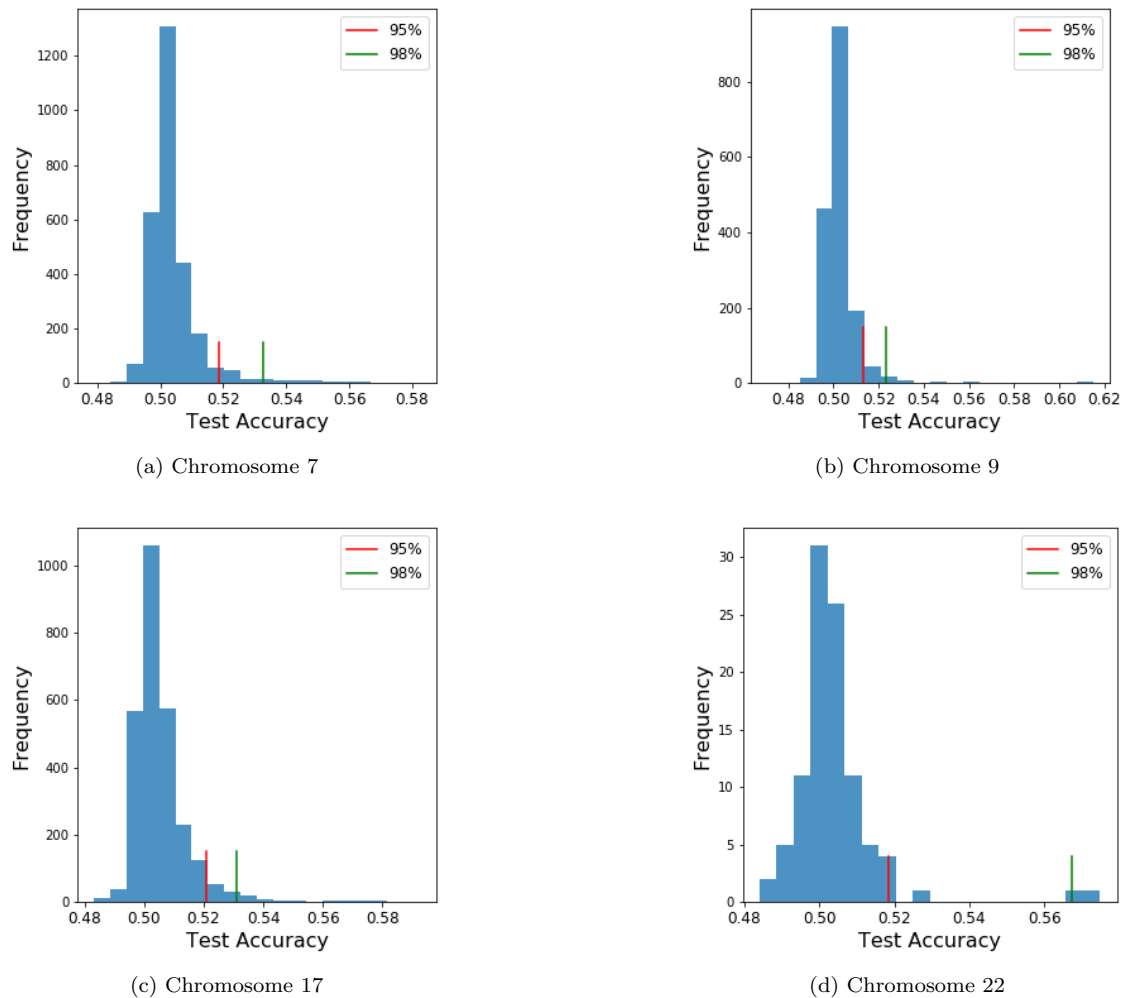 95%
98%
1200
1000
800
600
400
200
0
Frequency
0.48 0.50 0.52 0.54 0.56 0.58
Test Accuracy
(a) Chromosome 7
95%
98%
800
600
400
200
0
Frequency
0.48 0.50 0.52 0.54 0.56 0.58 0.60 0.62
Test Accuracy
(b) Chromosome 9
95%
98%
1000
800
600
400
200
0
Frequency
0.48 0.50 0.52 0.54 0.56 0.58
Test Accuracy
(c) Chromosome 17
95%
98%
30
25
20
15
10
5
0
Frequency
0.48 0.50 0.52 0.54 0.56
Test Accuracy
(d) Chromosome 22